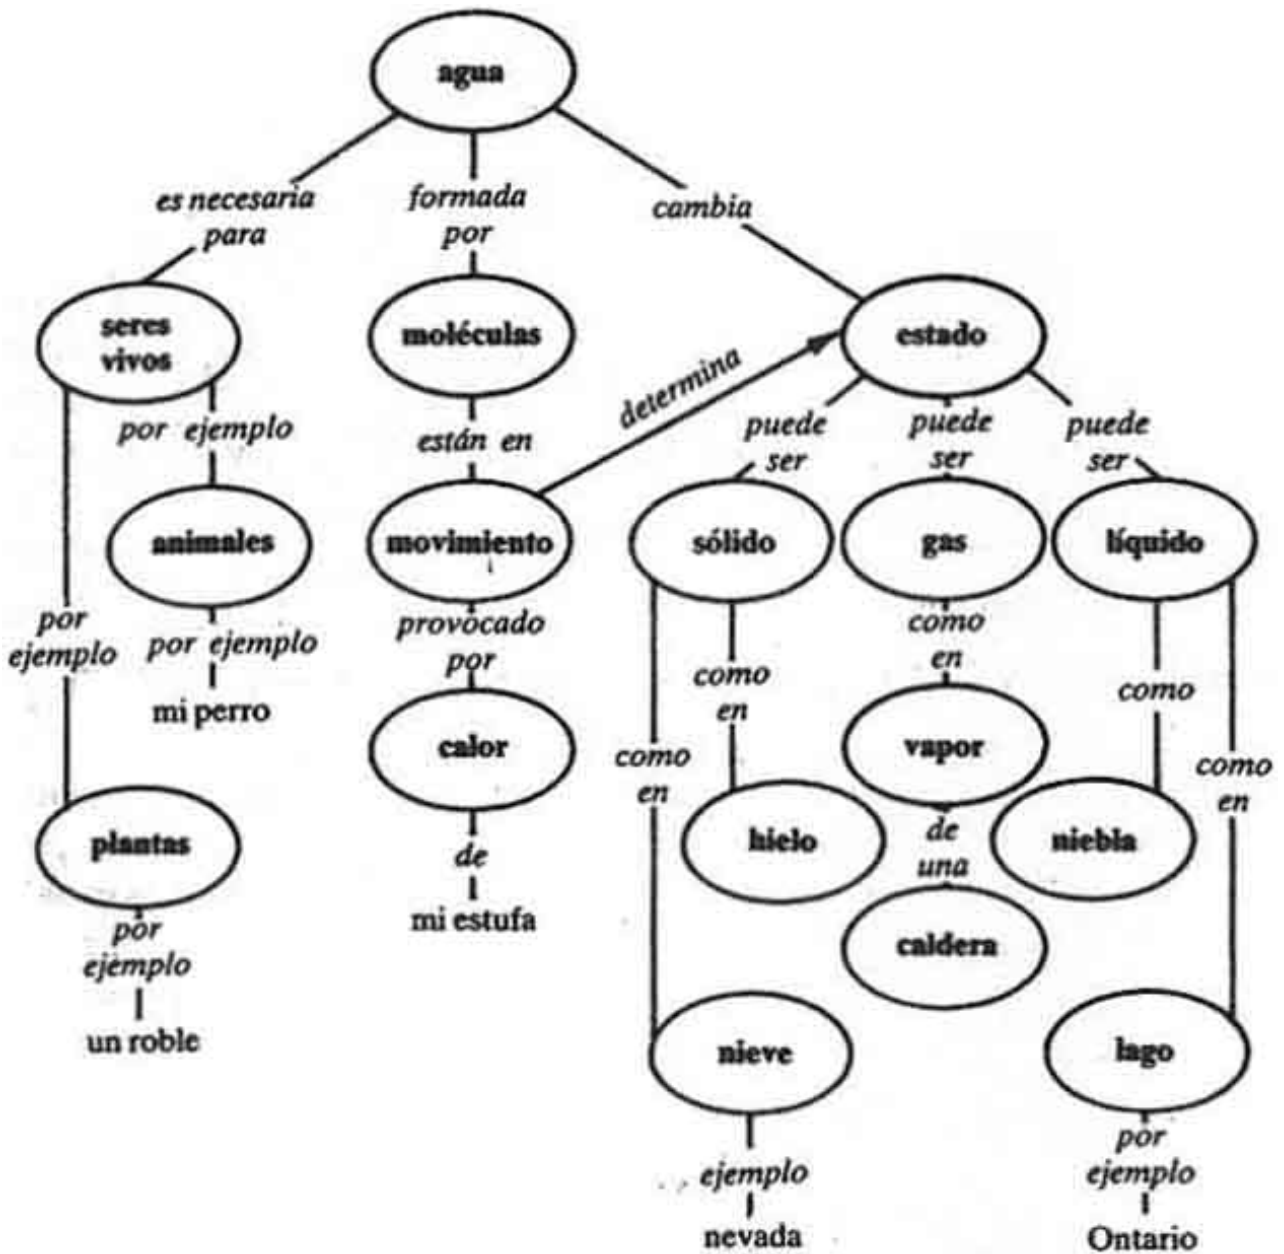 agua
es necesaria
para
formada
por
cambia
seres
vivos
moléculas
estado
determina
por ejemplo
están en
puede
ser
puede
ser
puede
ser
animales
movimiento
sólido
gas
líquido
por
ejemplo
por ejemplo
mi perro
provocado
por
calor
como
en
como
en
como
en
vapor
como
como
en
plantas
de
mi estufa
hielo
de
una
niebla
caldera
por
ejemplo
un roble
nieve
lago
ejemplo
nevada
por
ejemplo
Ontario